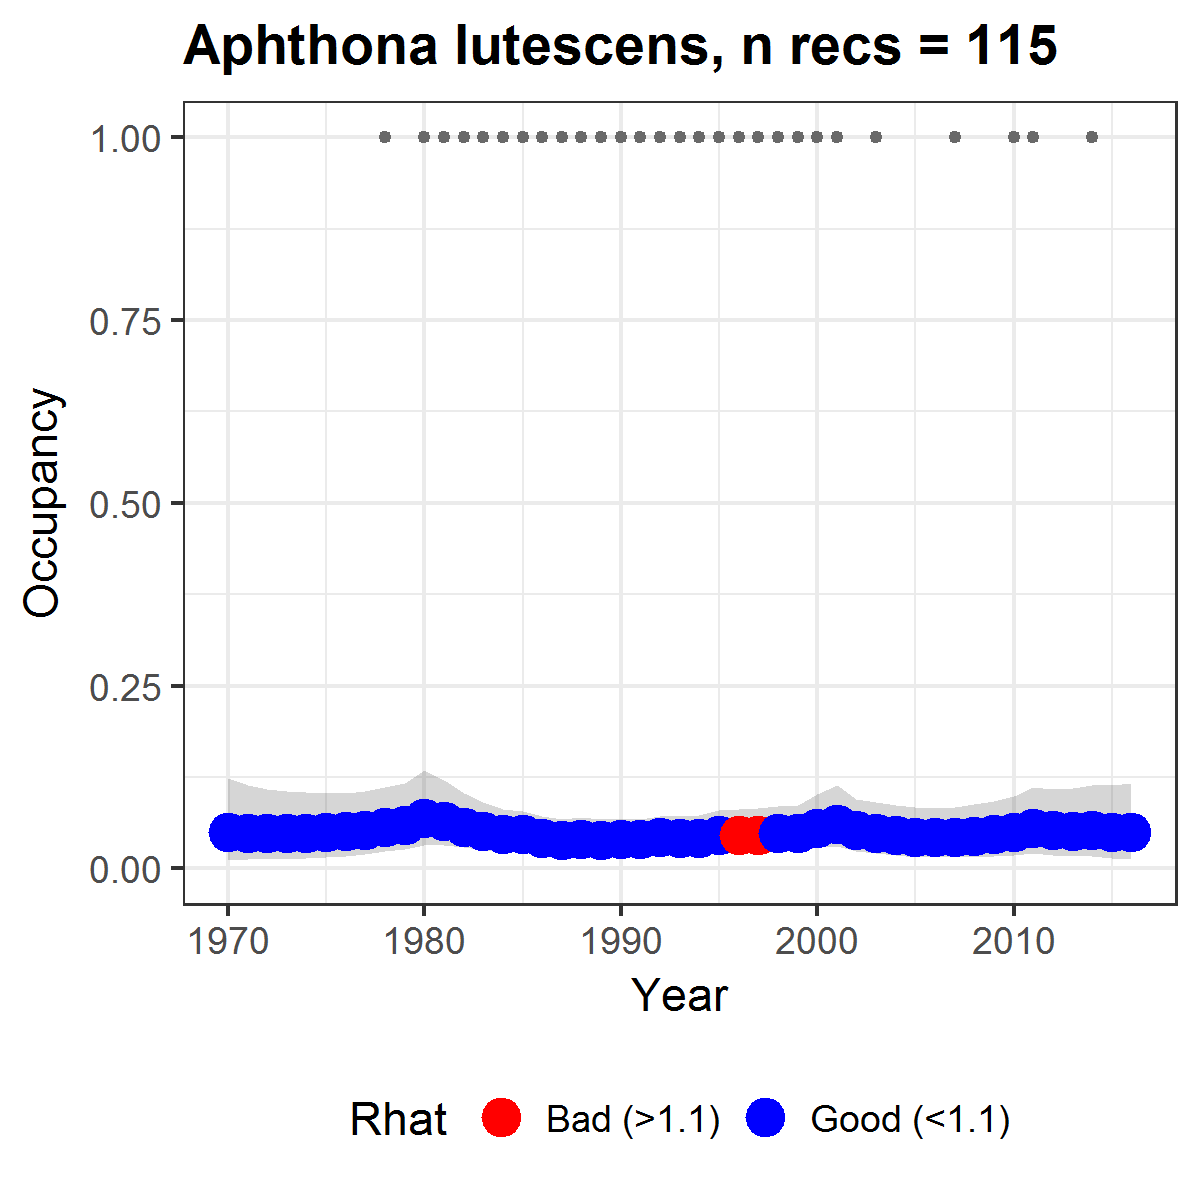 Aphthona lutescens, n recs = 115
1.00
0.75
0.50
0.25
0.00
Occupancy
1970 1980 1990 2000 2010
Year
Rhat Bad (>1.1) Good (<1.1)